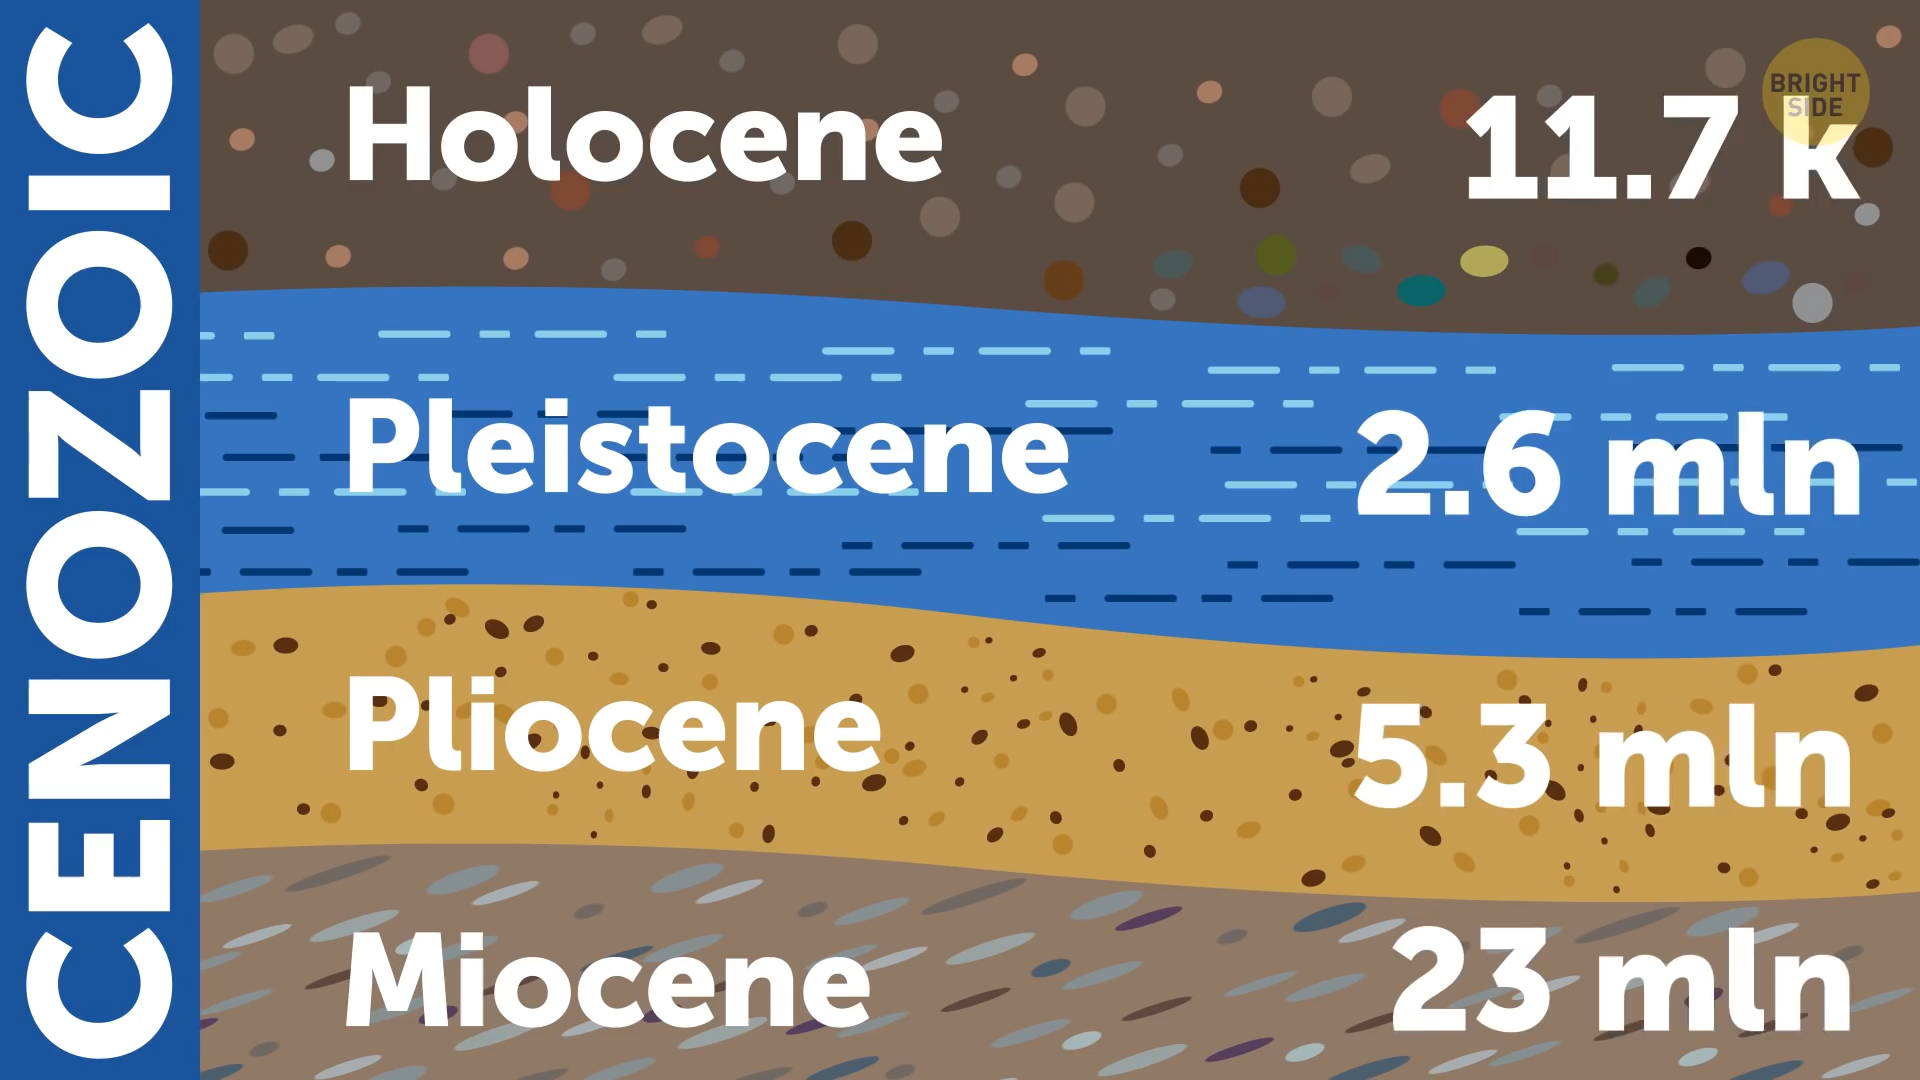 CENOZOIC
Holocene 11.7 k
Pleistocene 2.6 mln
Pliocene 5.3 mln
Miocene 23 mln
BRIGHT
SIDE